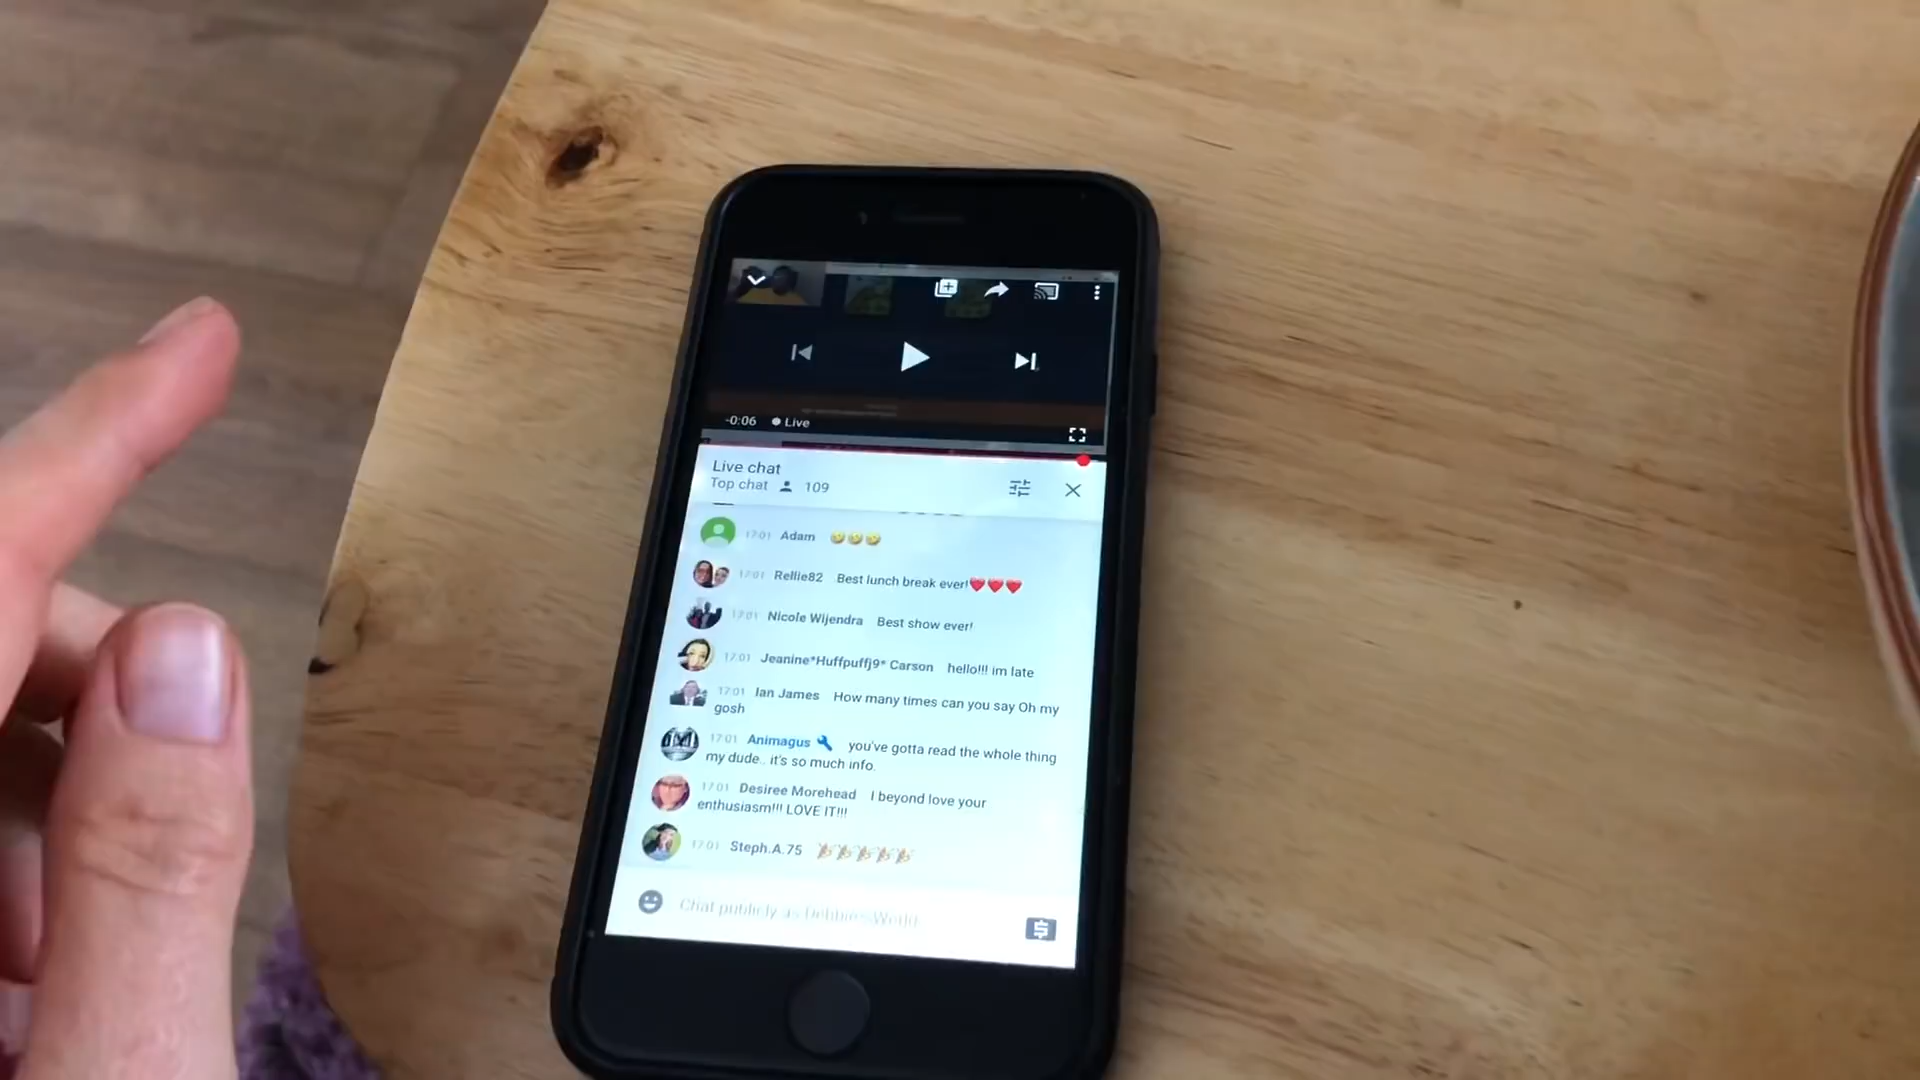 -0:06 Live
Live chat
Top chat 109
17:01 Adam 🤣🤣🤣
17:01 Rellie82 Best lunch break ever!❤️❤️❤️
17:01 Nicole Wijendra Best show ever!
17:01 Jeanine*Huffpuffj9* Carson hello!!! im late
17:01 Ian James How many times can you say Oh my
gosh
17:01 Animagus you've gotta read the whole thing
my dude.. it's so much info.
17:01 Desiree Morehead I beyond love your
enthusiasm!!! LOVE IT!!!
17:01 Steph.A.75 🎉🎉🎉🎉🎉
Chat publicly as Debbie's World